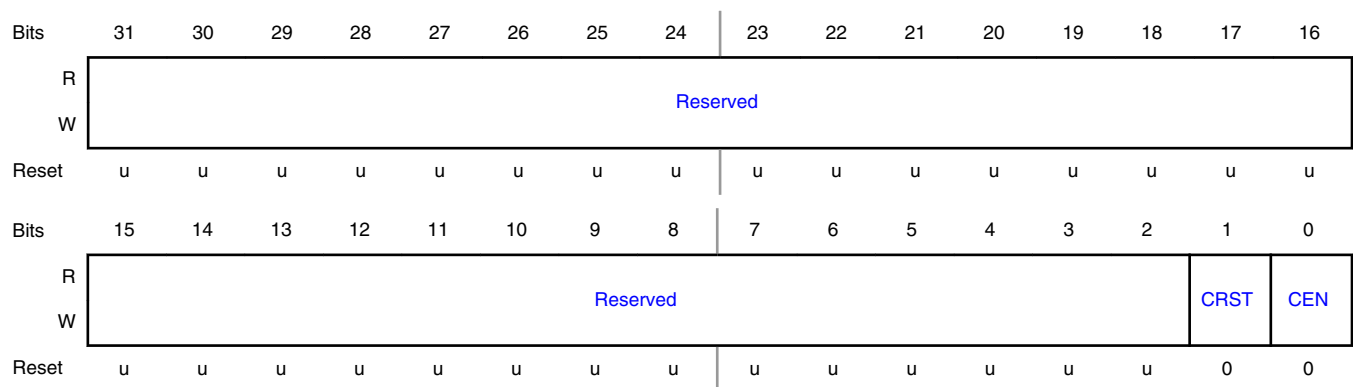 Bits 31 30 29 28 27 26 25 24 23 22 21 20 19 18 17 16
R
Reserved
W
Reset u u u u u u u u u u u u u u u u
Bits 15 14 13 12 11 10 9 8 7 6 5 4 3 2 1 0
R
Reserved CRST CEN
W
Reset u u u u u u u u u u u u u u 0 0